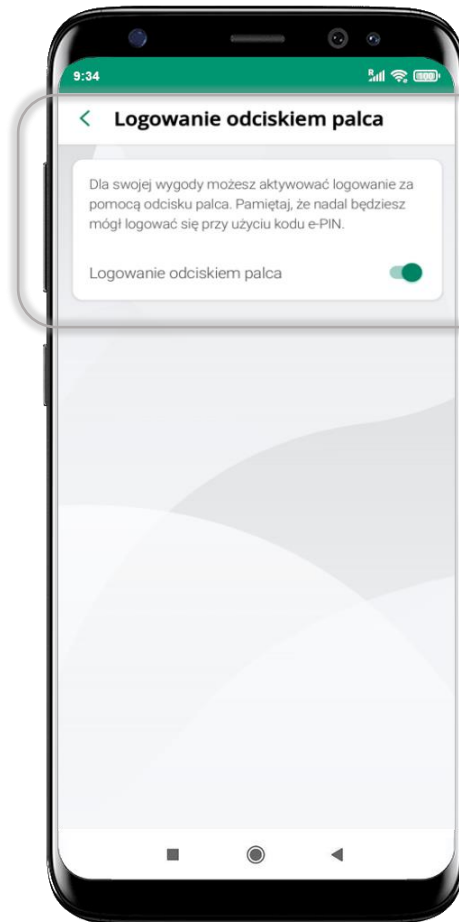 9:34
R
100
Logowanie odciskiem palca
Dla swojej wygody możesz aktywować logowanie za
pomocą odcisku palca. Pamiętaj, że nadal będziesz
mógł logować się przy użyciu kodu e-PIN.
Logowanie odciskiem palca